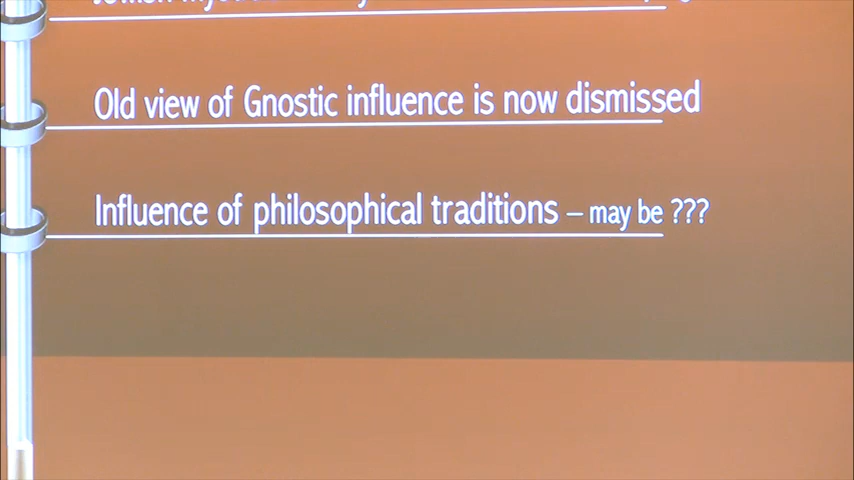 Old view of Gnostic influence is now dismissed
Influence of philosophical traditions – may be ???